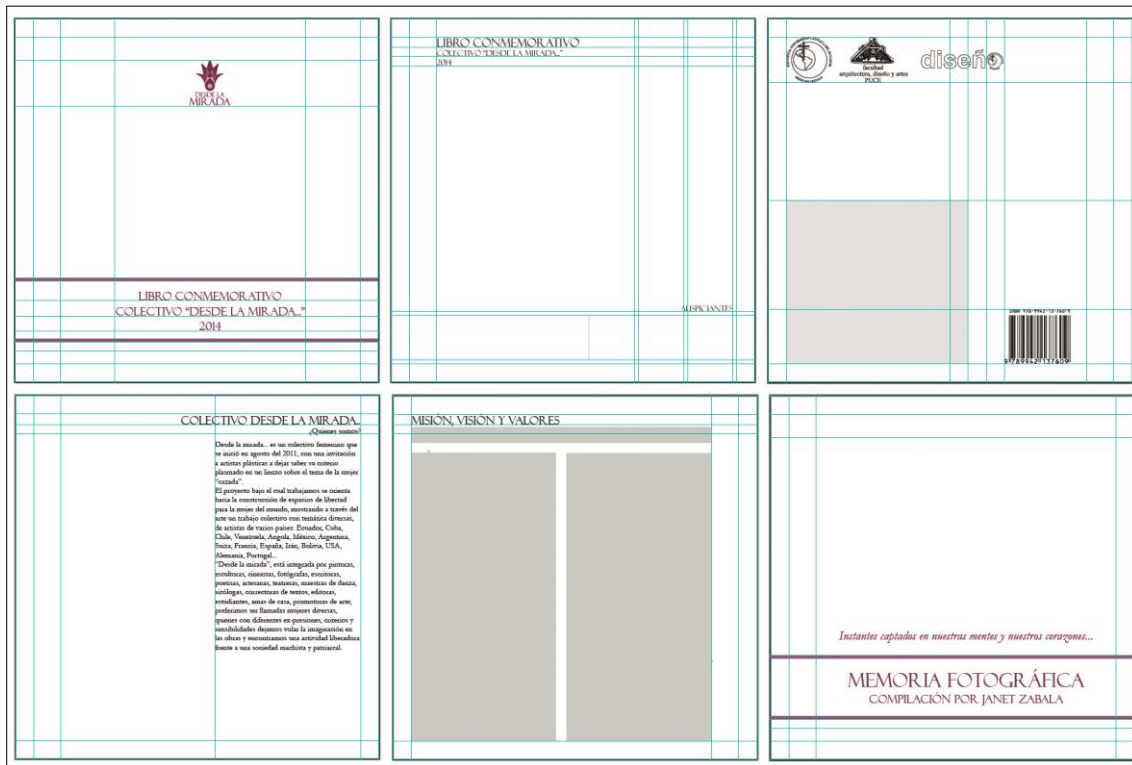 DESDE LA
MIRADA
LIBRO CONMEMORATIVO
COLECTIVO "DESDE LA MIRADA..."
2014
LIBRO CONMEMORATIVO
COLECTIVO "DESDE LA MIRADA..."
2014
AUSPICIANTES
facultad
arquitectura, diseño y artes
PUCE
diseño
ISBN 978-9942-13-760-9
9 789942 137609
COLECTIVO DESDE LA MIRADA...
¿Quienes somos?
Desde la mirada... es un colectivo femenino que
se inició en agosto del 2011, con una invitación
a artistas plásticas a dejar saber su criterio
plasmado en un lienzo sobre el tema de la mujer
"cazada".
El proyecto bajo el cual trabajamos se orienta
hacia la construcción de espacios de libertad
para la mujer del mundo, mostrando a través del
arte un trabajo colectivo con temática diversas,
de artistas de varios países: Ecuador, Cuba,
Chile, Venezuela, Angola, México, Argentina,
Suiza, Francia, España, Irán, Bolivia, USA,
Alemania, Portugal...
"Desde la mirada", está integrada por pintoras,
escultoras, cineastas, fotógrafas, escritoras,
poetisas, artesanas, teatreras, maestras de danza,
sicólogas, correctoras de textos, editoras,
estudiantes, amas de casa, promotoras de arte;
preferimos ser llamadas mujeres diversas,
quienes con diferentes ex-presiones, criterios y
sensibilidades dejamos volar la imaginación en
las obras y encontramos una actividad liberadora
frente a una sociedad machista y patriarcal.
MISIÓN, VISIÓN Y VALORES
Instantes captados en nuestras mentes y nuestros corazones...
MEMORIA FOTOGRÁFICA
COMPILACIÓN POR JANET ZABALA